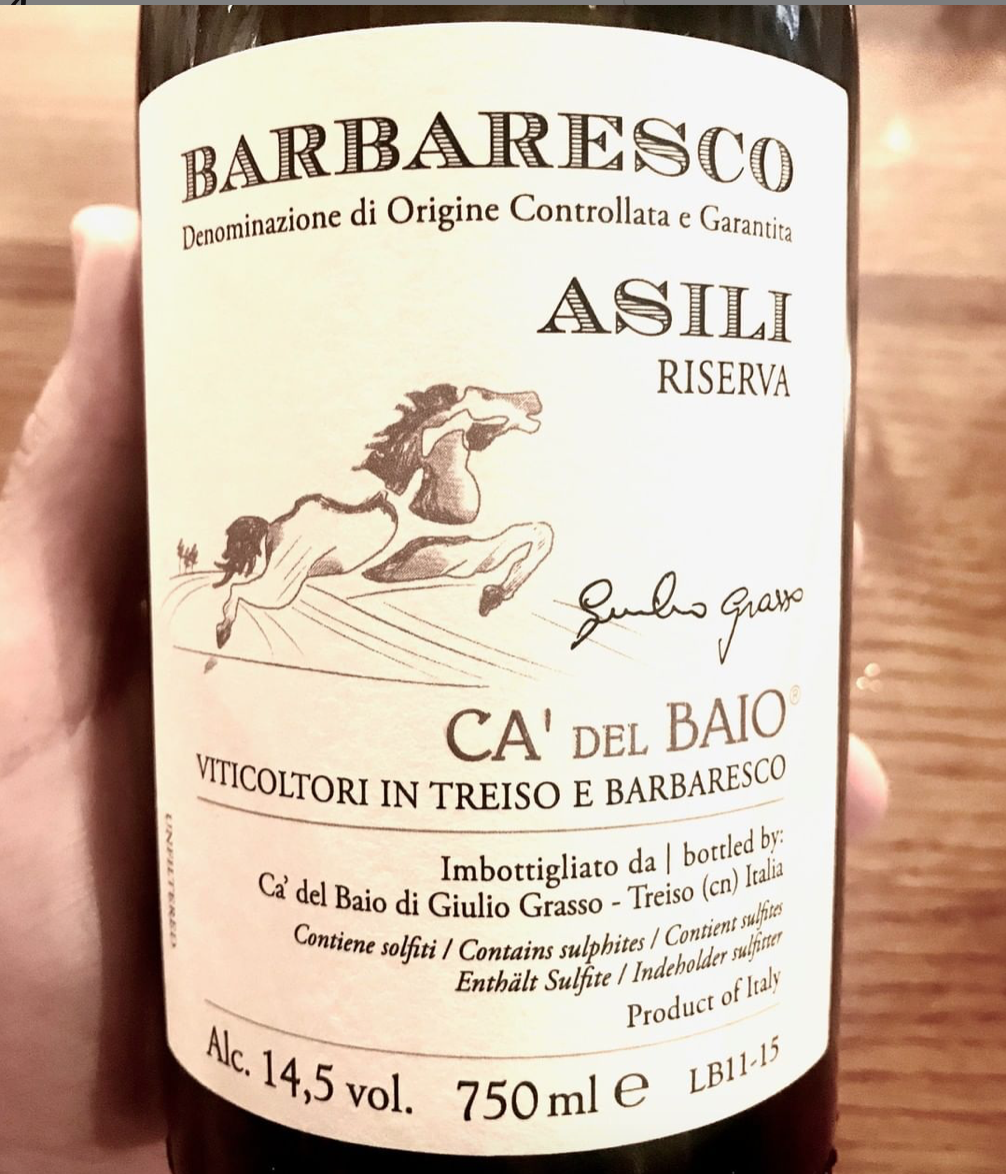 BARBARESCO
Denominazione di Origine Controllata e Garantita
ASILI
RISERVA
Giulio Grasso
CA' DEL BAIO®
VITICOLTORI IN TREISO E BARBARESCO
UNFILTERED
Imbottigliato da | bottled by:
Ca' del Baio di Giulio Grasso - Treiso (cn) Italia
Contiene solfiti / Contains sulphites / Contient sulfites
Enthält Sulfite / Indeholder sulfitter
Product of Italy
Alc. 14,5 vol. 750 ml e LB11-15